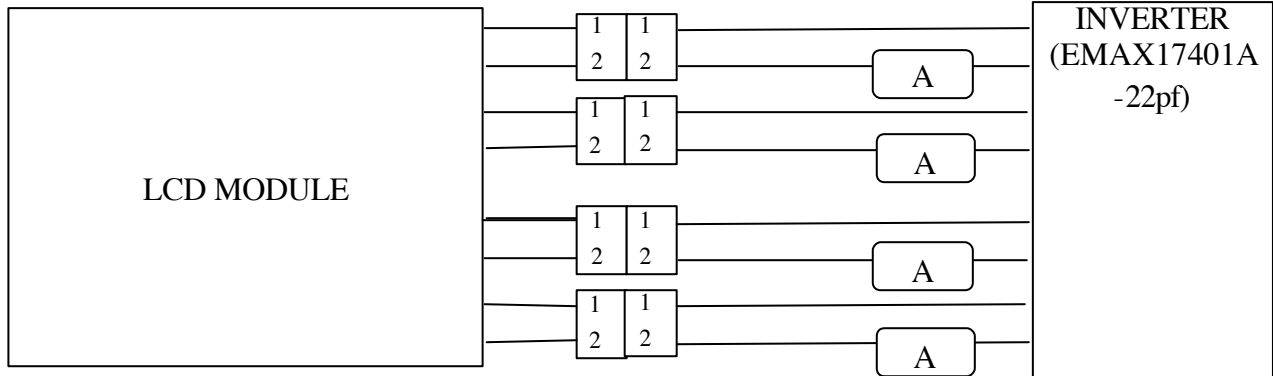 LCD MODULE
1 1
2 2
A
1 1
2 2
A
1 1
2 2
A
1 1
2 2
A
INVERTER
(EMAX17401A
-22pf)